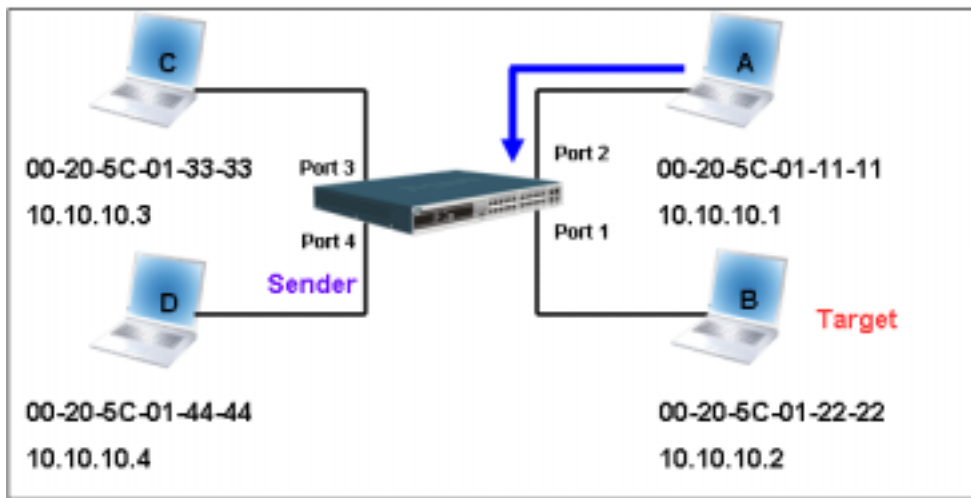 C
A
00-20-5C-01-33-33
10.10.10.3
Port 3
Port 2
00-20-5C-01-11-11
10.10.10.1
Port 4
Port 1
Sender
D
B
Target
00-20-5C-01-44-44
10.10.10.4
00-20-5C-01-22-22
10.10.10.2